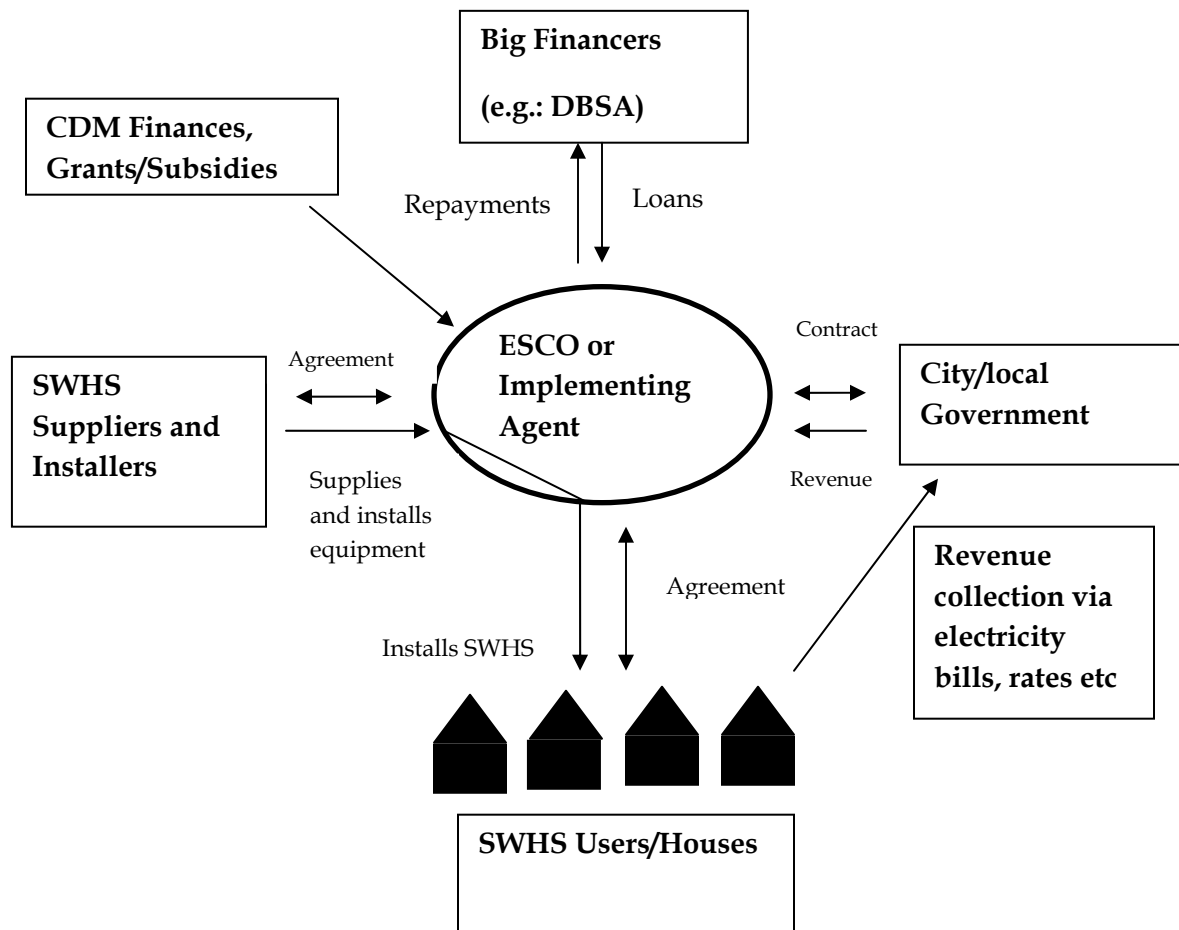 Big Financers
(e.g.: DBSA)
CDM Finances,
Grants/Subsidies
Repayments
Loans
ESCO or
Implementing
Agent
Contract
Agreement
SWHS
Suppliers and
Installers
City/local
Government
Revenue
Supplies
and installs
equipment
Agreement
Revenue
collection via
electricity
bills, rates etc
Installs SWHS
SWHS Users/Houses